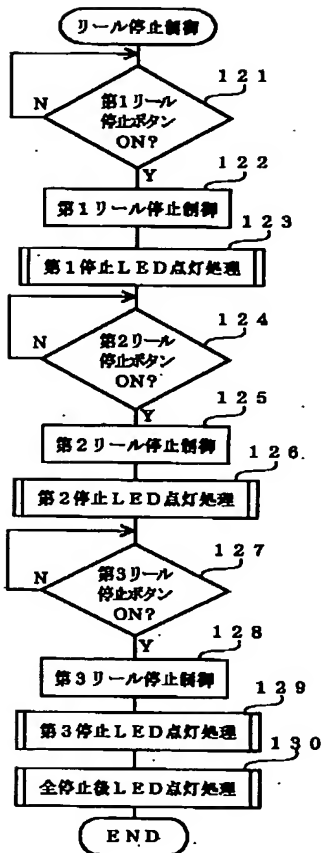 リール停止制御
121
第1リール
停止ボタン
ON?
N
Y
122
第1リール停止制御
123
第1停止LED点灯処理
124
第2リール
停止ボタン
ON?
N
Y
125
第2リール停止制御
126
第2停止LED点灯処理
127
第3リール
停止ボタン
ON?
N
Y
128
第3リール停止制御
129
第3停止LED点灯処理
130
全停止後LED点灯処理
END